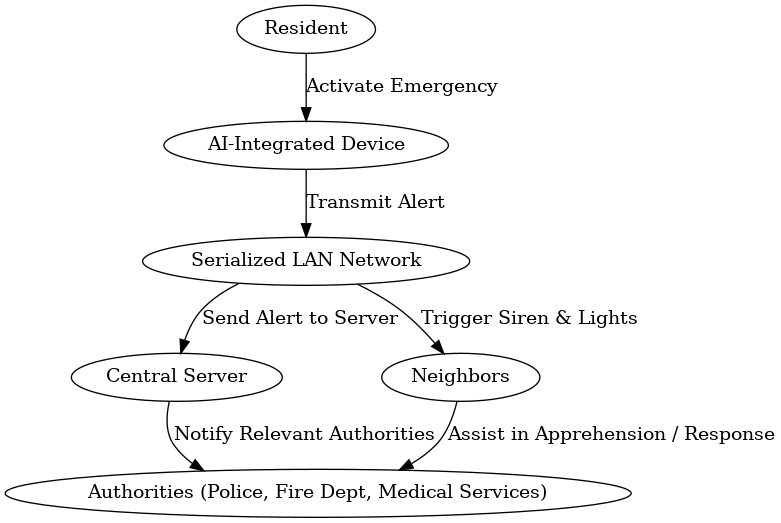 Resident
Activate Emergency
AI-Integrated Device
Transmit Alert
Serialized LAN Network
Send Alert to Server
Trigger Siren & Lights
Central Server
Neighbors
Notify Relevant Authorities
Assist in Apprehension / Response
Authorities (Police, Fire Dept, Medical Services)